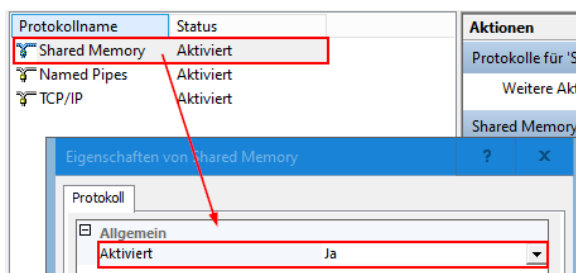 Protokollname Status
Shared Memory Aktiviert
Named Pipes Aktiviert
TCP/IP Aktiviert
Aktionen
Protokolle für 'S
Weitere Akt
Shared Memory
Eigenschaften von Shared Memory ? X
Protokoll
Allgemein
Aktiviert Ja